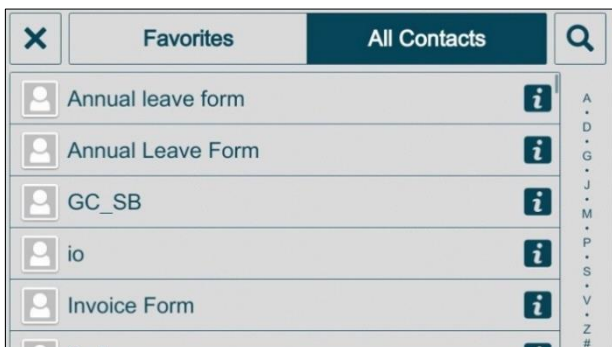 Favorites All Contacts
Annual leave form
Annual Leave Form
GC_SB
io
Invoice Form
A
D
G
J
M
P
S
V
Z
#